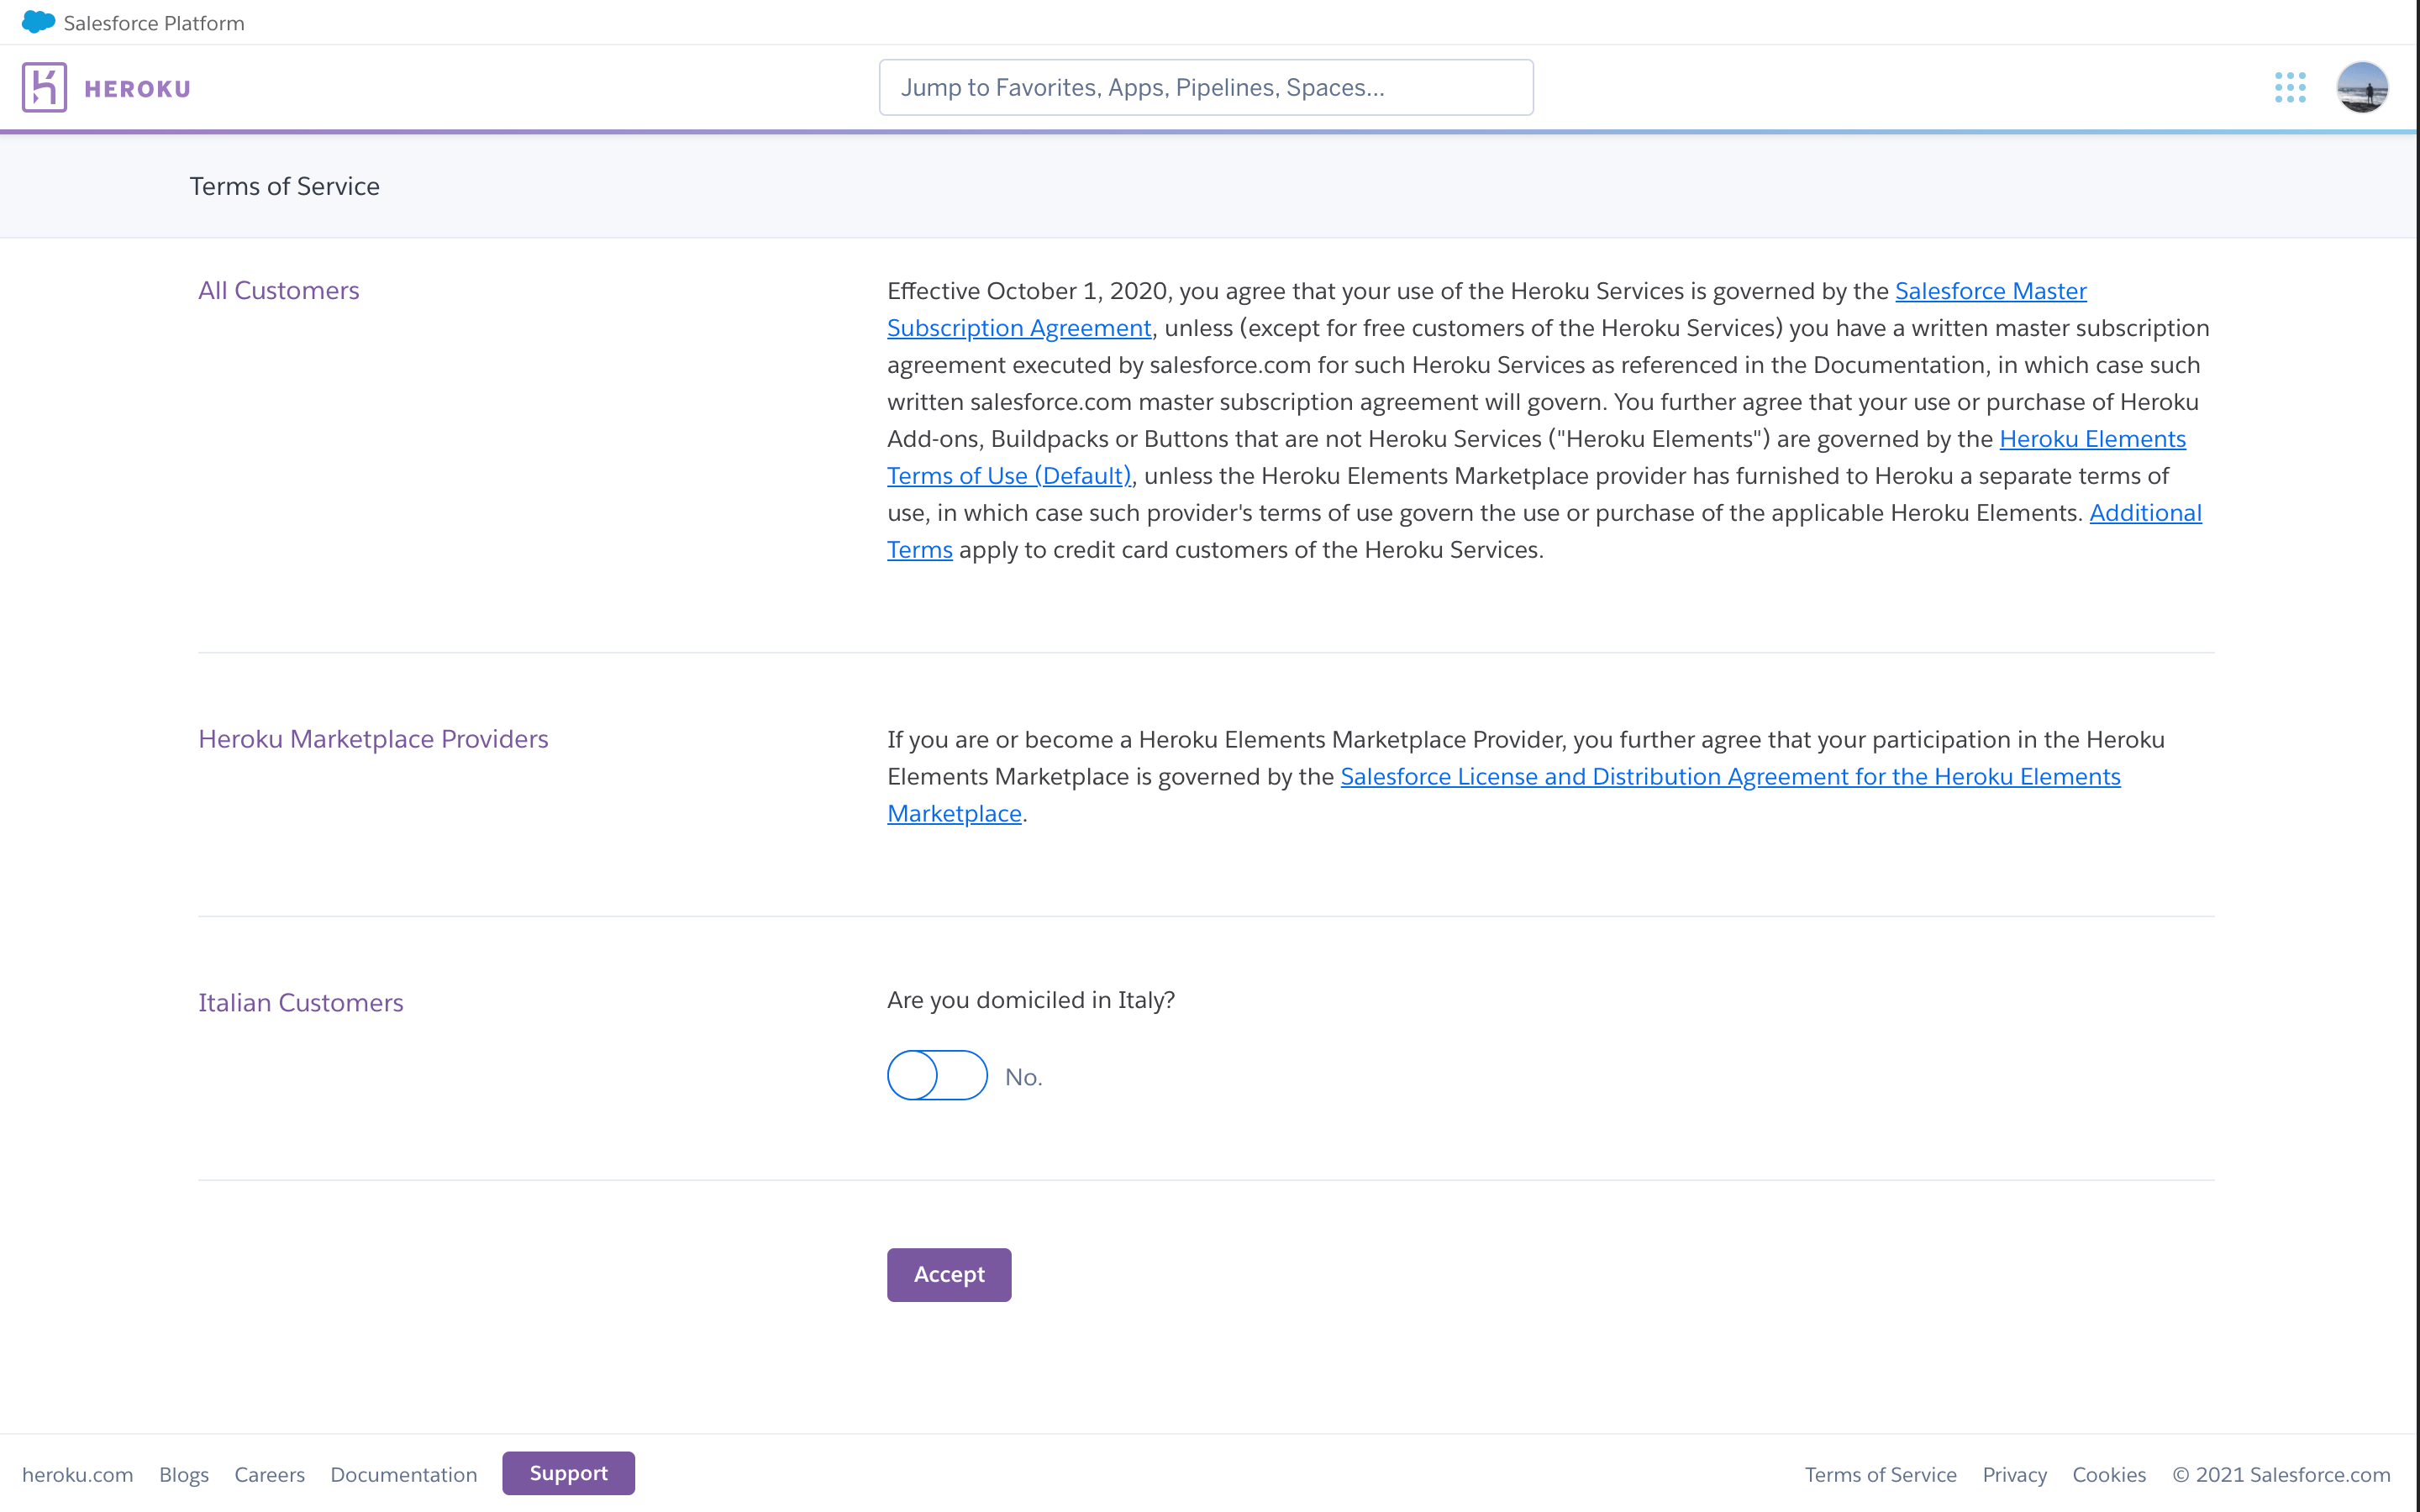 Salesforce Platform
HEROKU
Jump to Favorites, Apps, Pipelines, Spaces...
Terms of Service
All Customers
Effective October 1, 2020, you agree that your use of the Heroku Services is governed by the Salesforce Master
Subscription Agreement, unless (except for free customers of the Heroku Services) you have a written master subscription
agreement executed by salesforce.com for such Heroku Services as referenced in the Documentation, in which case such
written salesforce.com master subscription agreement will govern. You further agree that your use or purchase of Heroku
Add-ons, Buildpacks or Buttons that are not Heroku Services ("Heroku Elements") are governed by the Heroku Elements
Terms of Use (Default), unless the Heroku Elements Marketplace provider has furnished to Heroku a separate terms of
use, in which case such provider's terms of use govern the use or purchase of the applicable Heroku Elements. Additional
Terms apply to credit card customers of the Heroku Services.
Heroku Marketplace Providers
If you are or become a Heroku Elements Marketplace Provider, you further agree that your participation in the Heroku
Elements Marketplace is governed by the Salesforce License and Distribution Agreement for the Heroku Elements
Marketplace.
Italian Customers
Are you domiciled in Italy?
No.
Accept
heroku.com Blogs Careers Documentation Support Terms of Service Privacy Cookies © 2021 Salesforce.com